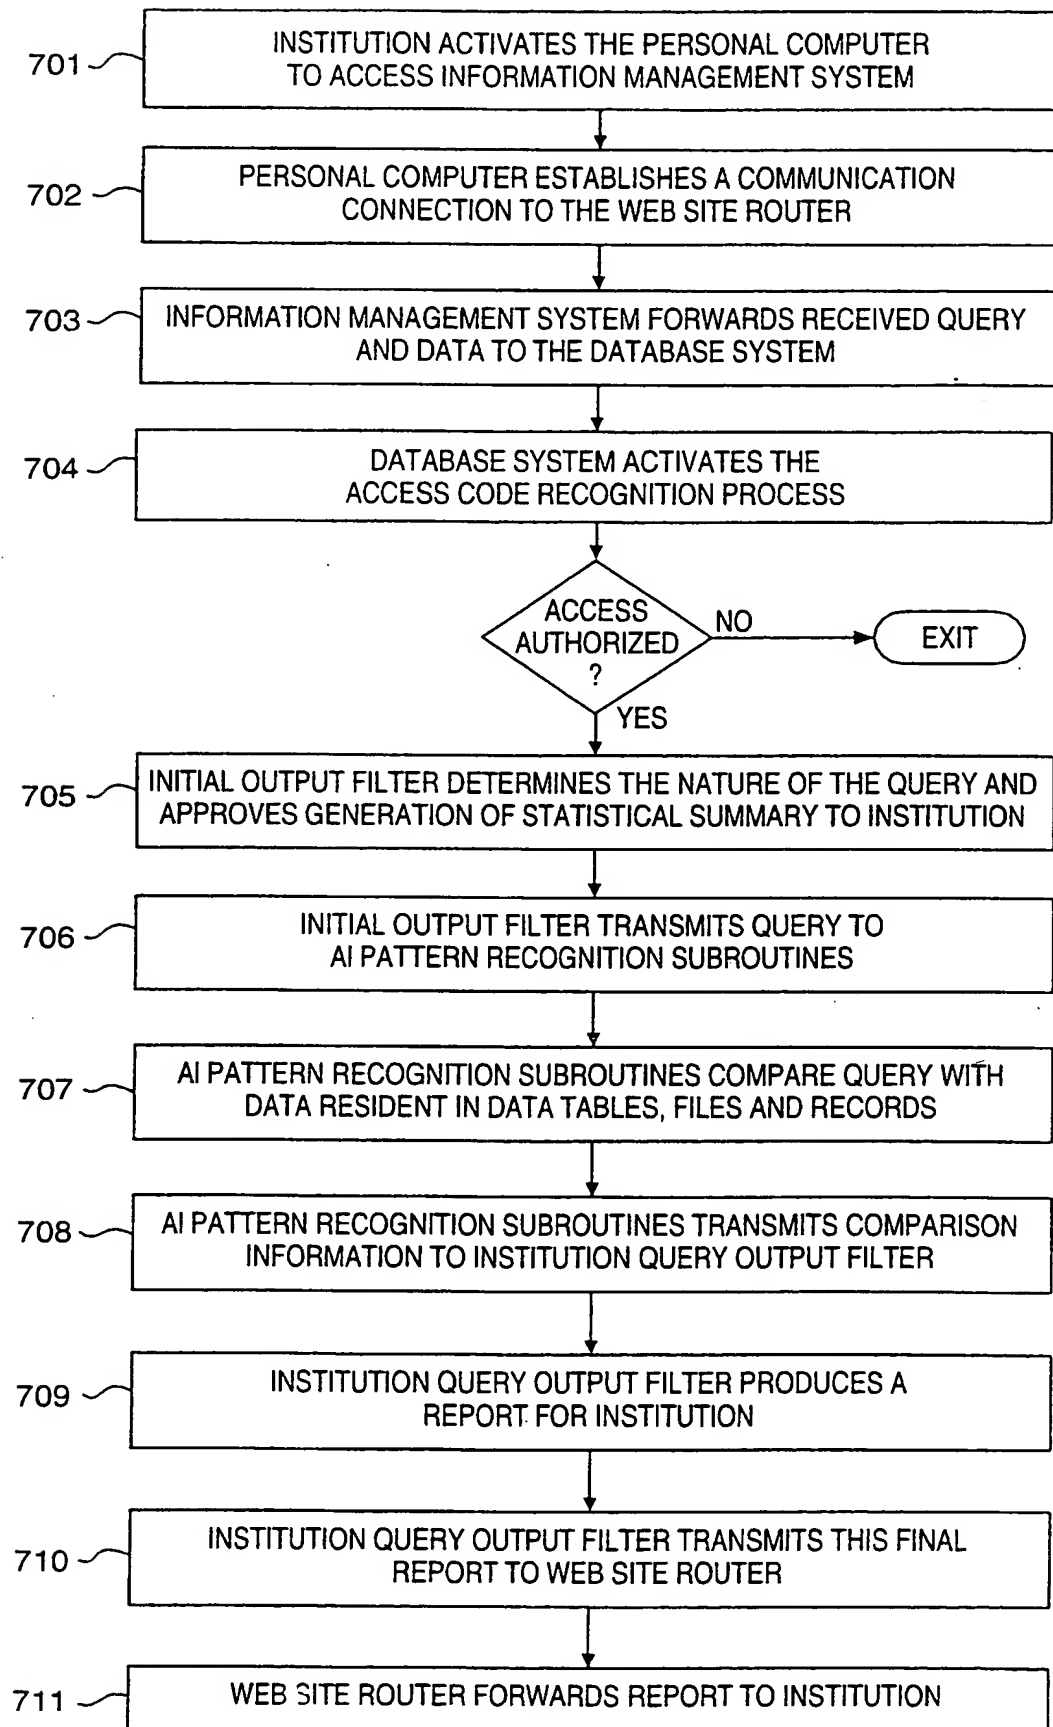 701
INSTITUTION ACTIVATES THE PERSONAL COMPUTER
TO ACCESS INFORMATION MANAGEMENT SYSTEM
702
PERSONAL COMPUTER ESTABLISHES A COMMUNICATION
CONNECTION TO THE WEB SITE ROUTER
703
INFORMATION MANAGEMENT SYSTEM FORWARDS RECEIVED QUERY
AND DATA TO THE DATABASE SYSTEM
704
DATABASE SYSTEM ACTIVATES THE
ACCESS CODE RECOGNITION PROCESS
ACCESS
AUTHORIZED
?
NO
EXIT
YES
705
INITIAL OUTPUT FILTER DETERMINES THE NATURE OF THE QUERY AND
APPROVES GENERATION OF STATISTICAL SUMMARY TO INSTITUTION
706
INITIAL OUTPUT FILTER TRANSMITS QUERY TO
AI PATTERN RECOGNITION SUBROUTINES
707
AI PATTERN RECOGNITION SUBROUTINES COMPARE QUERY WITH
DATA RESIDENT IN DATA TABLES, FILES AND RECORDS
708
AI PATTERN RECOGNITION SUBROUTINES TRANSMITS COMPARISON
INFORMATION TO INSTITUTION QUERY OUTPUT FILTER
709
INSTITUTION QUERY OUTPUT FILTER PRODUCES A
REPORT FOR INSTITUTION
710
INSTITUTION QUERY OUTPUT FILTER TRANSMITS THIS FINAL
REPORT TO WEB SITE ROUTER
711
WEB SITE ROUTER FORWARDS REPORT TO INSTITUTION